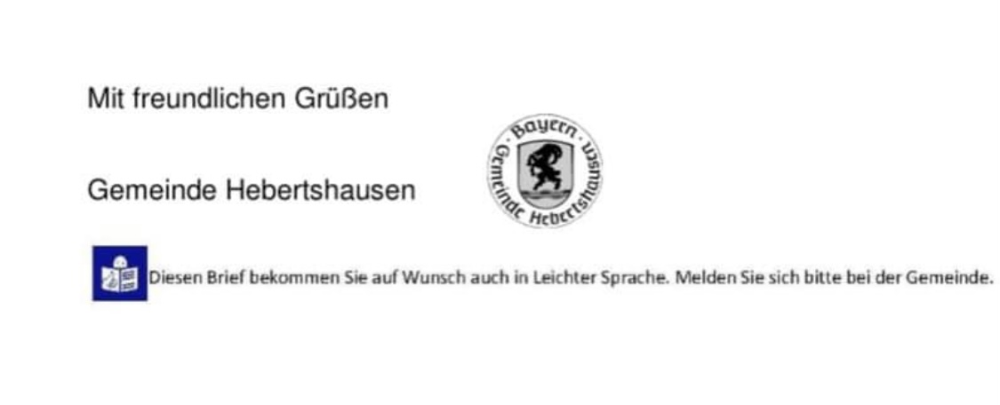 Mit freundlichen Grüßen
· Bayern ·
Gemeinde Hebertshausen
Gemeinde Hebertshausen
Diesen Brief bekommen Sie auf Wunsch auch in Leichter Sprache. Melden Sie sich bitte bei der Gemeinde.